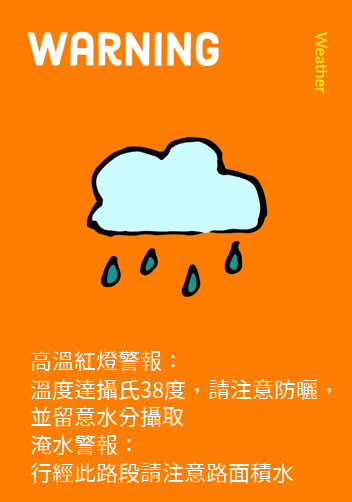 WARNING
Weather
高溫紅燈警報：
溫度達攝氏38度，請注意防曬，
並留意水分攝取
淹水警報：
行經此路段請注意路面積水